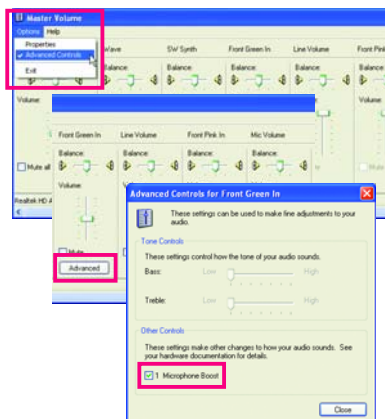 Master Volume
Options Help
Properties
Advanced Controls
Exit
Wave
SW Synth
Front Green In
Line Volume
Front Pink
Balance:
Balance:
Balance:
Balance:
Volume:
Volume:
Mute all
Realtek HD A
Front Green In
Line Volume
Front Pink In
Mic Volume
Balance:
Balance:
Balance:
Balance:
Volume:
Mute
Advanced
Advanced Controls for Front Green In
These settings can be used to make fine adjustments to your
audio.
Tone Controls
These settings control how the tone of your audio sounds.
Bass: Low High
Treble: Low High
Other Controls
These settings make other changes to how your audio sounds. See
your hardware documentation for details.
1 Microphone Boost
Close